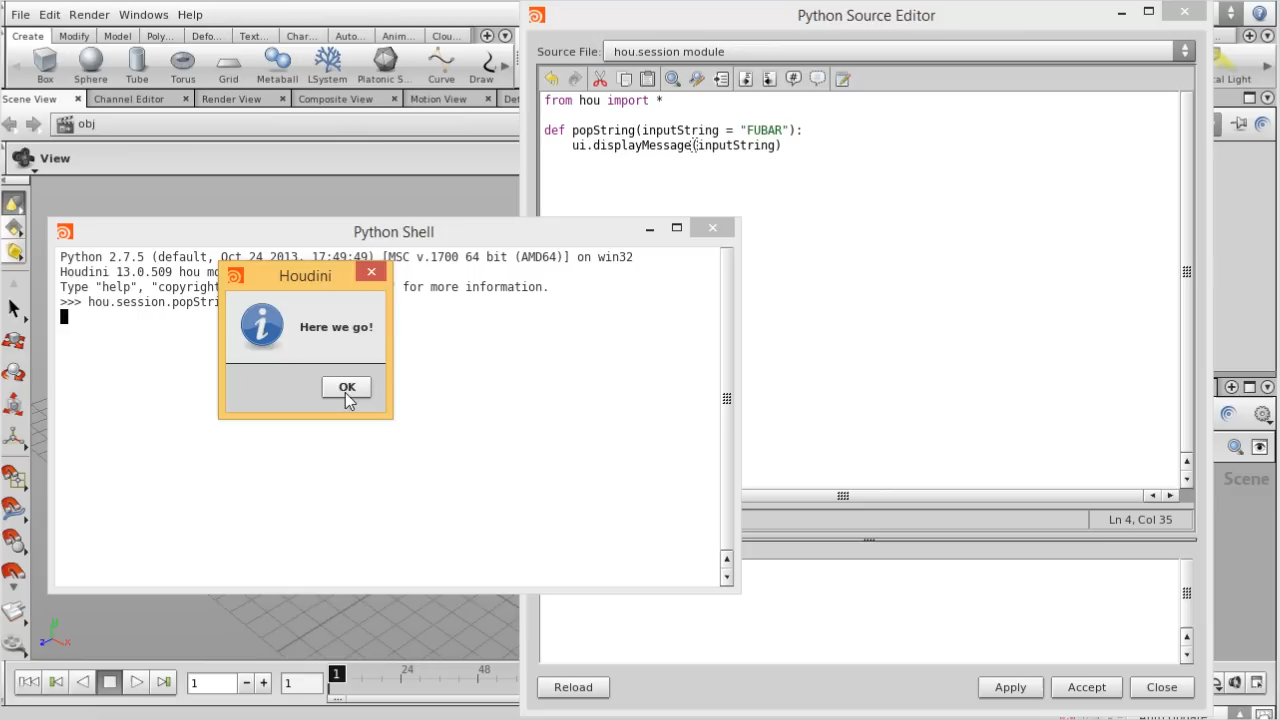 File Edit Render Windows Help
Create Modify Model Poly... Defo... Text... Char... Auto... Anim... Clou...
Box Sphere Tube Torus Grid Metaball LSystem Platonic S... Curve Draw
Scene View Channel Editor Render View Composite View Motion View
obj
View
Python Source Editor
Source File: hou.session module
from hou import *
def popString(inputString = "FUBAR"):
ui.displayMessage(inputString)
Ln 4, Col 35
Reload Apply Accept Close
Python Shell
Python 2.7.5 (default, Oct 24 2013, 17:49:49) [MSC v.1700 64 bit (AMD64)] on win32
Houdini 13.0.509 hou
Type "help", "copyright for more information.
>>> hou.session.popStri
Houdini
Here we go!
OK
al Light
Scene
1 1 1 24 48